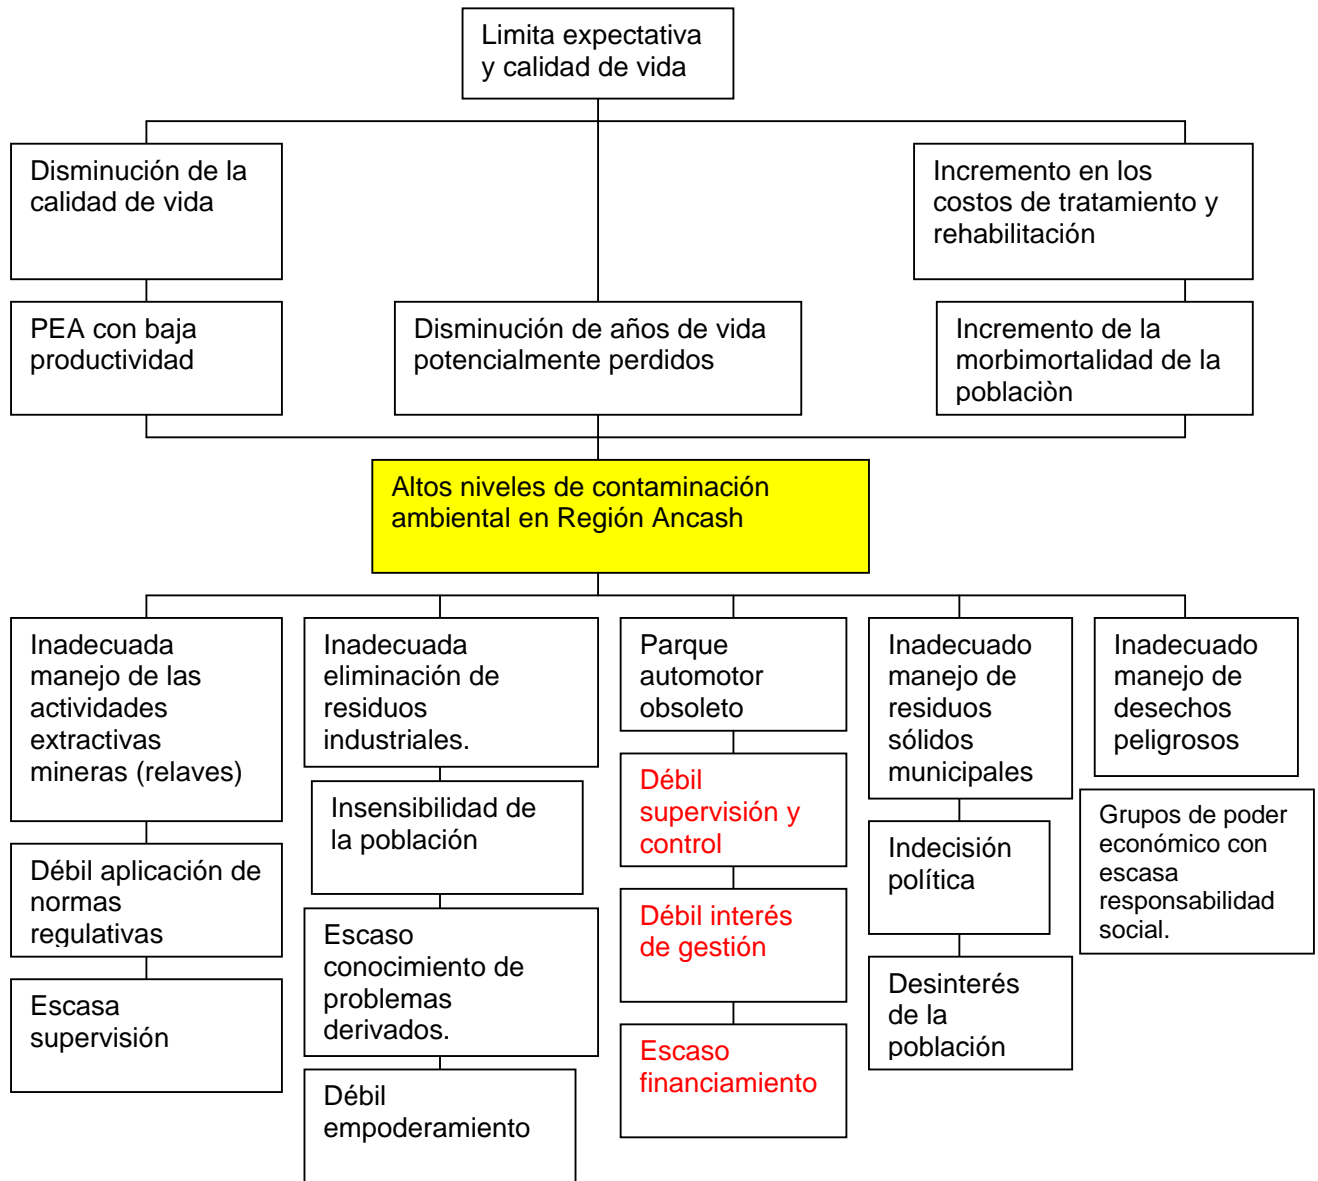 Limita expectativa
y calidad de vida
Disminución de la
calidad de vida
Incremento en los
costos de tratamiento y
rehabilitación
PEA con baja
productividad
Disminución de años de vida
potencialmente perdidos
Incremento de la
morbimortalidad de la
poblaciòn
Altos niveles de contaminación
ambiental en Región Ancash
Inadecuada
manejo de las
actividades
extractivas
mineras (relaves)
Débil aplicación de
normas
regulativas
Escasa
supervisión
Inadecuada
eliminación de
residuos
industriales.
Insensibilidad de
la población
Escaso
conocimiento de
problemas
derivados.
Débil
empoderamiento
Parque
automotor
obsoleto
Débil
supervisión y
control
Débil interés
de gestión
Escaso
financiamiento
Inadecuado
manejo de
residuos
sólidos
municipales
Indecisión
política
Desinterés
de la
población
Inadecuado
manejo de
desechos
peligrosos
Grupos de poder
económico con
escasa
responsabilidad
social.